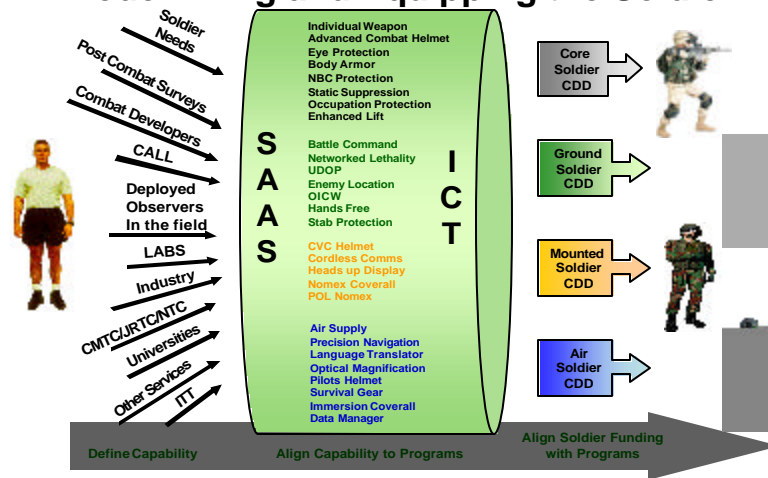 Soldier
Needs
Post Combat Surveys
Combat Developers
CALL
Deployed
Observers
In the field
LABS
Industry
CMTC/JRTC/NTC
Universities
Other Services
ITT
SAAS
Individual Weapon
Advanced Combat Helmet
Eye Protection
Body Armor
NBC Protection
Static Suppression
Occupation Protection
Enhanced Lift
Battle Command
Networked Lethality
UDOP
Enemy Location
OICW
Hands Free
Stab Protection
CVC Helmet
Cordless Comms
Heads up Display
Nomex Coverall
POL Nomex
Air Supply
Precision Navigation
Language Translator
Optical Magnification
Pilots Helmet
Survival Gear
Immersion Coverall
Data Manager
ICT
Core
Soldier
CDD
Ground
Soldier
CDD
Mounted
Soldier
CDD
Air
Soldier
CDD
Define Capability
Align Capability to Programs
Align Soldier Funding
with Programs